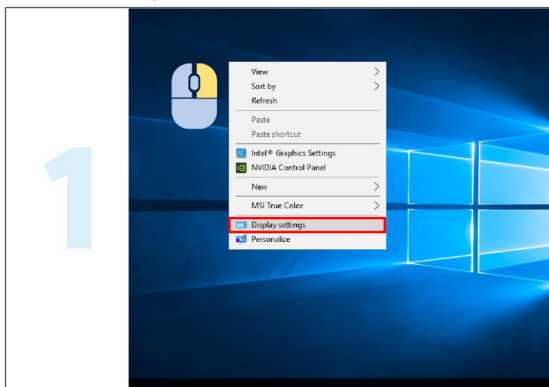 1
View
Sort by
Refresh
Paste
Paste shortcut
Intel® Graphics Settings
NVIDIA Control Panel
New
MSI True Color
Display settings
Personalize